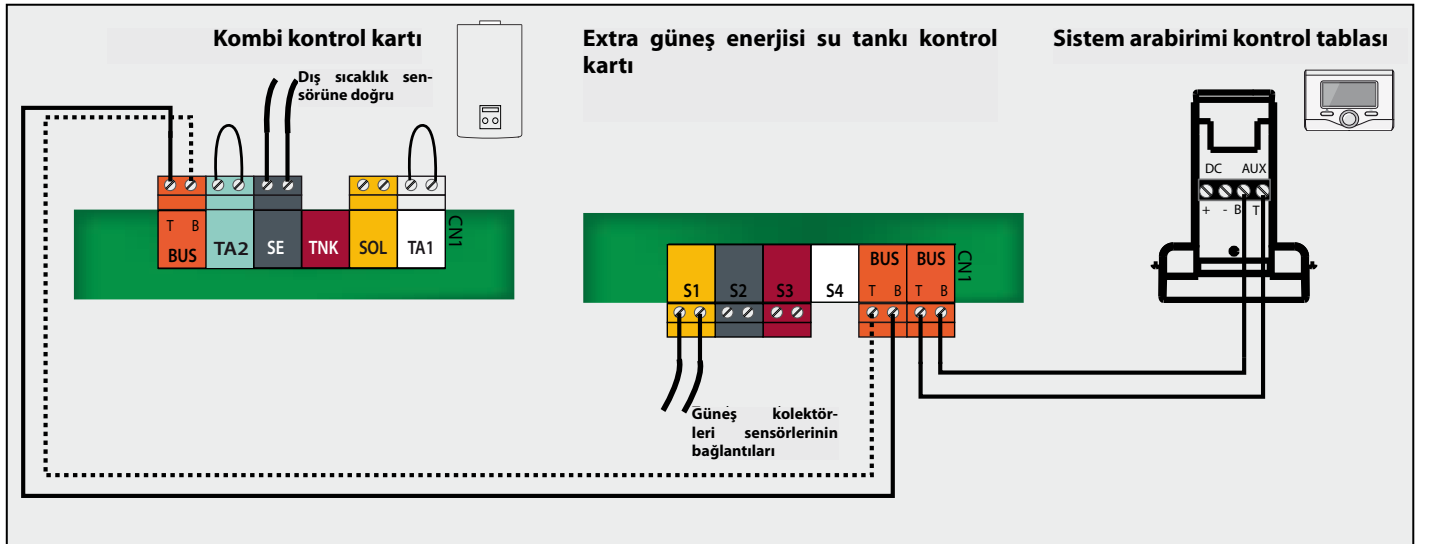 Kombi kontrol kartı
Dış sıcaklık sen-
sörüne doğru
Extra güneş enerjisi su tankı kontrol
kartı
Sistem arabirimi kontrol tablası
DC AUX
+ - B T
T B
BUS TA2 SE TNK SOL TA1
CN1
S1 S2 S3 S4
BUS BUS
T B T B
CN1
Güneş kolektör-
leri sensörlerinin
bağlantıları